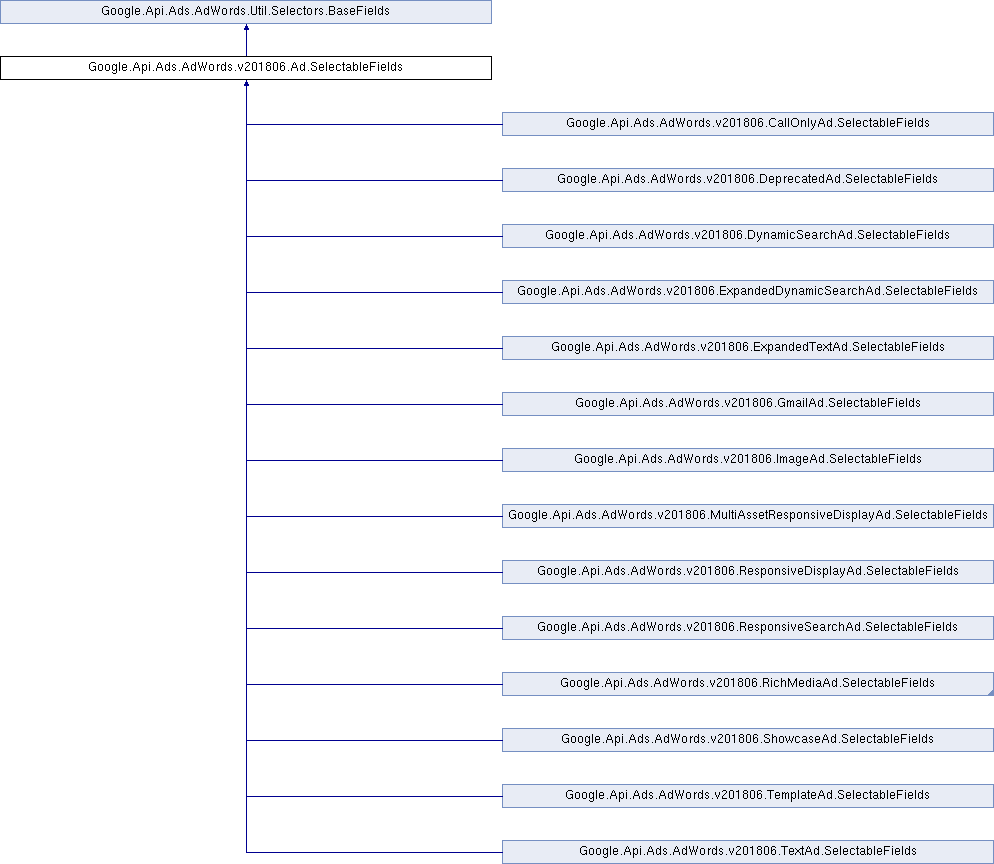 Google.Api.Ads.AdWords.Util.Selectors.BaseFields
Google.Api.Ads.AdWords.v201806.Ad.SelectableFields
Google.Api.Ads.AdWords.v201806.CallOnlyAd.SelectableFields
Google.Api.Ads.AdWords.v201806.DeprecatedAd.SelectableFields
Google.Api.Ads.AdWords.v201806.DynamicSearchAd.SelectableFields
Google.Api.Ads.AdWords.v201806.ExpandedDynamicSearchAd.SelectableFields
Google.Api.Ads.AdWords.v201806.ExpandedTextAd.SelectableFields
Google.Api.Ads.AdWords.v201806.GmailAd.SelectableFields
Google.Api.Ads.AdWords.v201806.ImageAd.SelectableFields
Google.Api.Ads.AdWords.v201806.MultiAssetResponsiveDisplayAd.SelectableFields
Google.Api.Ads.AdWords.v201806.ResponsiveDisplayAd.SelectableFields
Google.Api.Ads.AdWords.v201806.ResponsiveSearchAd.SelectableFields
Google.Api.Ads.AdWords.v201806.RichMediaAd.SelectableFields
Google.Api.Ads.AdWords.v201806.ShowcaseAd.SelectableFields
Google.Api.Ads.AdWords.v201806.TemplateAd.SelectableFields
Google.Api.Ads.AdWords.v201806.TextAd.SelectableFields